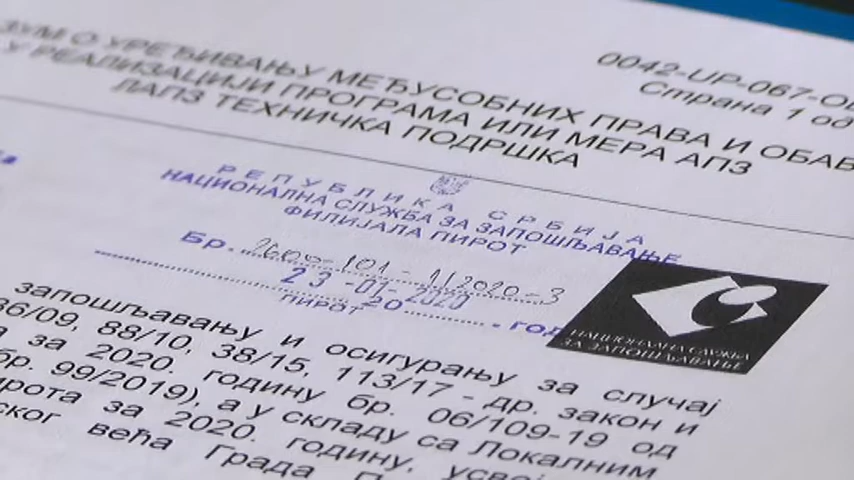 0042-UP-067-ОБ
Страна 1 од
ЗУМ О УРЕЂИВАЊУ МЕЂУСОБНИХ ПРАВА И ОБАВ
У РЕАЛИЗАЦИЈИ ПРОГРАМА ИЛИ МЕРА АПЗ
ЛАПЗ ТЕХНИЧКА ПОДРШКА
РЕПУБЛИКА СРБИЈА
НАЦИОНАЛНА СЛУЖБА ЗА ЗАПОШЉАВАЊЕ
ФИЛИЈАЛА ПИРОТ
Бр.
23 -01- 2020
ПИРОТ 20 - год
НАЦИОНАЛНА СЛУЖБА
ЗА ЗАПОШЉАВАЊЕ
запошљавању и осигурању за случај
36/09, 88/10, 38/15, 113/17 - др. закон и
а за 2020. годину бр. 06/109-19 од
бр. 99/2019), а у складу са Локалним
ирота за 2020. годину, усвој
ског већа Града П